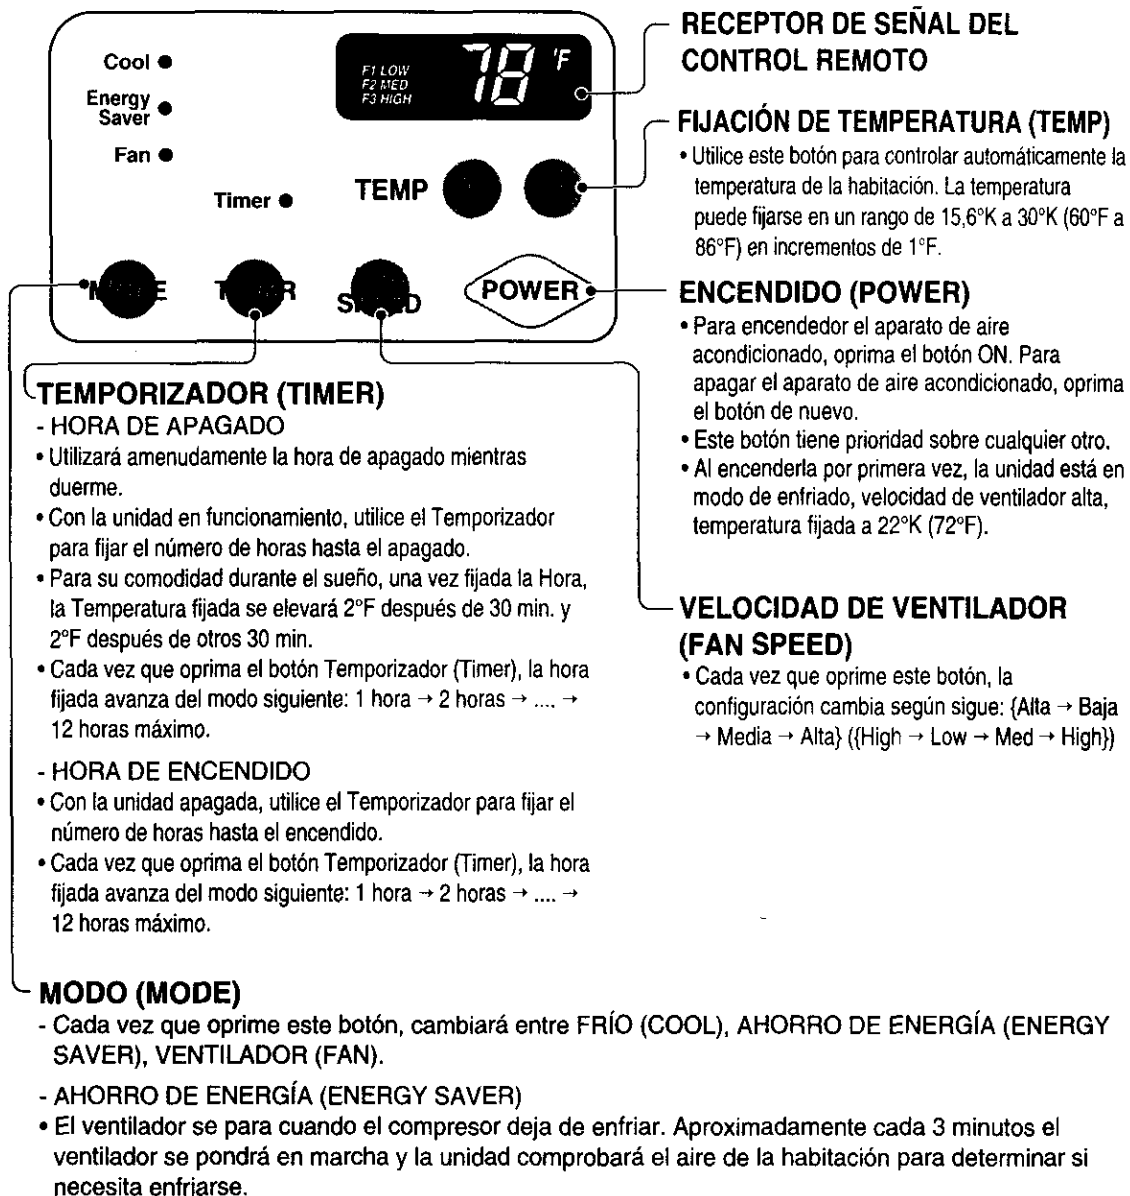 Cool
Energy
Saver
Fan
Timer
F1 LOW
F2 MED
F3 HIGH
78 °F
TEMP
POWER
RECEPTOR DE SEÑAL DEL
CONTROL REMOTO
FIJACIÓN DE TEMPERATURA (TEMP)
• Utilice este botón para controlar automáticamente la
temperatura de la habitación. La temperatura
puede fijarse en un rango de 15,6°K a 30°K (60°F a
86°F) en incrementos de 1°F.
ENCENDIDO (POWER)
• Para encendedor el aparato de aire
acondicionado, oprima el botón ON. Para
apagar el aparato de aire acondicionado, oprima
el botón de nuevo.
• Este botón tiene prioridad sobre cualquier otro.
• Al encenderla por primera vez, la unidad está en
modo de enfriado, velocidad de ventilador alta,
temperatura fijada a 22°K (72°F).
VELOCIDAD DE VENTILADOR
(FAN SPEED)
• Cada vez que oprime este botón, la
configuración cambia según sigue: {Alta → Baja
→ Media → Alta} ({High → Low → Med → High})
TEMPORIZADOR (TIMER)
- HORA DE APAGADO
• Utilizará amenudamente la hora de apagado mientras
duerme.
• Con la unidad en funcionamiento, utilice el Temporizador
para fijar el número de horas hasta el apagado.
• Para su comodidad durante el sueño, una vez fijada la Hora,
la Temperatura fijada se elevará 2°F después de 30 min. y
2°F después de otros 30 min.
• Cada vez que oprima el botón Temporizador (Timer), la hora
fijada avanza del modo siguiente: 1 hora → 2 horas → .... →
12 horas máximo.
- HORA DE ENCENDIDO
• Con la unidad apagada, utilice el Temporizador para fijar el
número de horas hasta el encendido.
• Cada vez que oprima el botón Temporizador (Timer), la hora
fijada avanza del modo siguiente: 1 hora → 2 horas → .... →
12 horas máximo.
MODO (MODE)
- Cada vez que oprime este botón, cambiará entre FRÍO (COOL), AHORRO DE ENERGÍA (ENERGY
SAVER), VENTILADOR (FAN).
- AHORRO DE ENERGÍA (ENERGY SAVER)
• El ventilador se para cuando el compresor deja de enfriar. Aproximadamente cada 3 minutos el
ventilador se pondrá en marcha y la unidad comprobará el aire de la habitación para determinar si
necesita enfriarse.